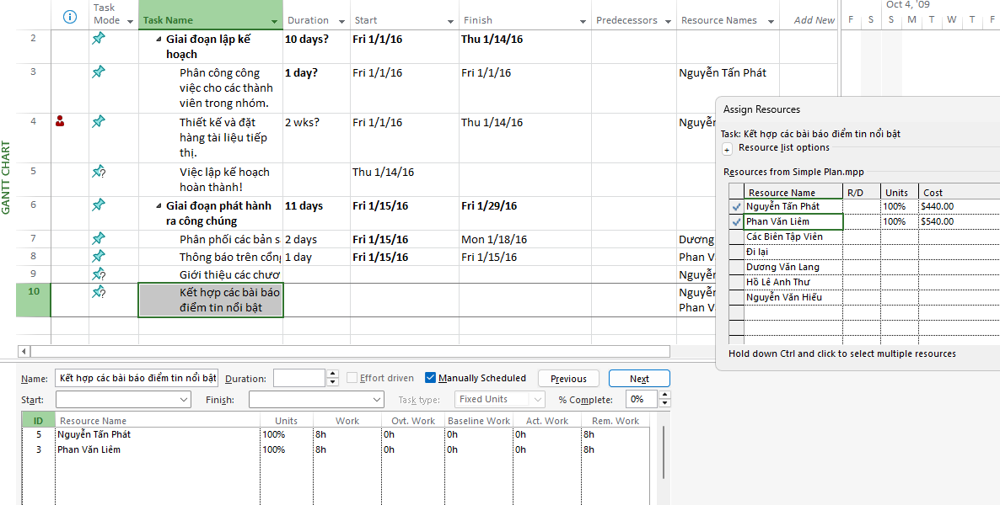 Oct 4, '09
Task Mode Task Name Duration Start Finish Predecessors Resource Names Add New F S S M T W T F
2 Giai đoạn lập kế hoạch 10 days? Fri 1/1/16 Thu 1/14/16
3 Phân công công việc cho các thành viên trong nhóm. 1 day? Fri 1/1/16 Fri 1/1/16 Nguyễn Tấn Phát
4 Thiết kế và đặt hàng tài liệu tiếp thị. 2 wks? Fri 1/1/16 Thu 1/14/16 Nguyễ
5 Việc lập kế hoạch hoàn thành! Thu 1/14/16
6 Giai đoạn phát hành ra công chúng 11 days Fri 1/15/16 Fri 1/29/16
7 Phân phối các bản s 2 days Fri 1/15/16 Mon 1/18/16 Dương
8 Thông báo trên cổn 1 day Fri 1/15/16 Fri 1/15/16 Phan V
9 Giới thiệu các chươ Nguyễ
10 Kết hợp các bài báo điểm tin nổi bật Nguyễ Phan V
GANTT CHART
Assign Resources
Task: Kết hợp các bài báo điểm tin nổi bật
+ Resource list options
Resources from Simple Plan.mpp
Resource Name R/D Units Cost
Nguyễn Tấn Phát 100% $440.00
Phan Văn Liêm 100% $540.00
Các Biên Tập Viên
Đi lại
Dương Văn Lang
Hồ Lê Anh Thư
Nguyễn Văn Hiếu
Hold down Ctrl and click to select multiple resources
Name: Kết hợp các bài báo điểm tin nổi bật Duration: Effort driven Manually Scheduled Previous Next
Start: Finish: Task type: Fixed Units % Complete: 0%
ID Resource Name Units Work Ovt. Work Baseline Work Act. Work Rem. Work
5 Nguyễn Tấn Phát 100% 8h 0h 0h 0h 8h
3 Phan Văn Liêm 100% 8h 0h 0h 0h 8h